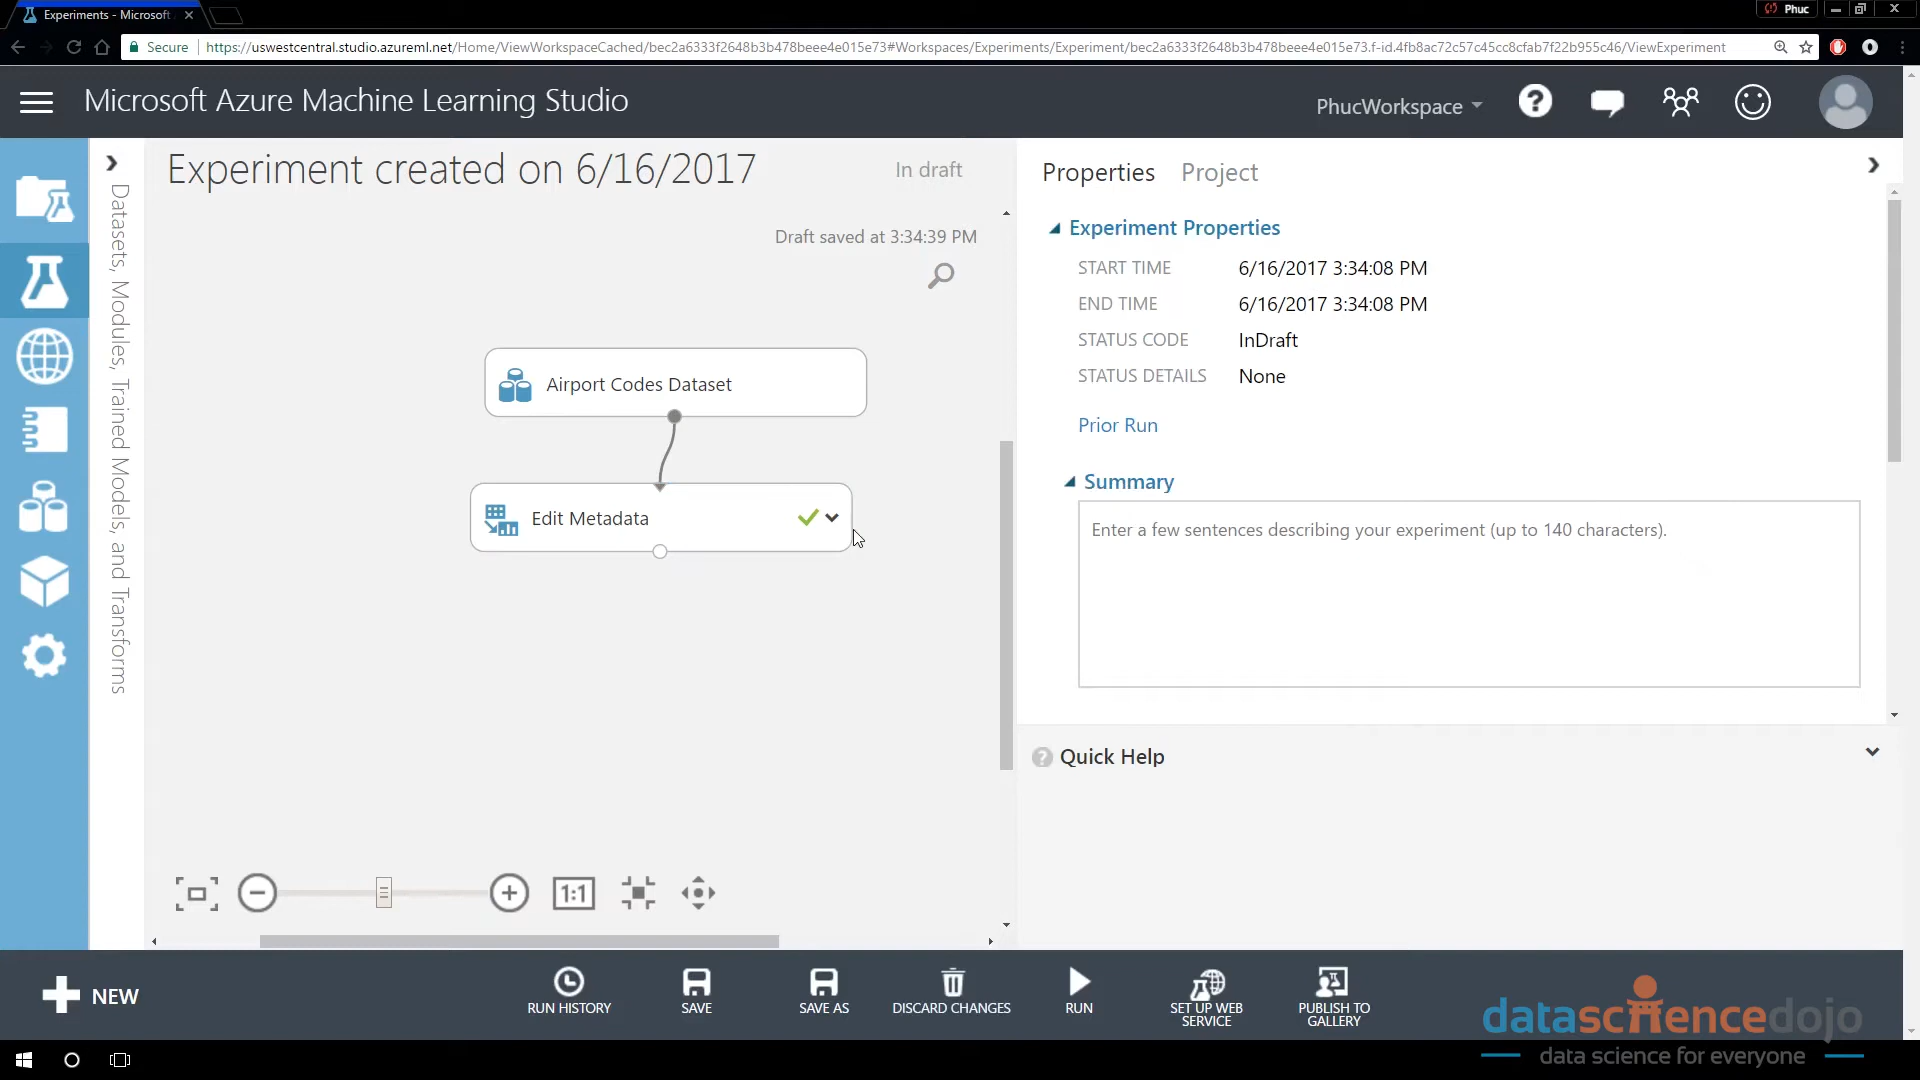 Experiments - Microsoft
Phuc
Secure
https://uswestcentral.studio.azureml.net/Home/ViewWorkspaceCached/bec2a6333f2648b3b478beee4e015e73#Workspaces/Experiments/Experiment/bec2a6333f2648b3b478beee4e015e73.f-id.4fb8ac72c57c45cc8cfab7f22b955c46/ViewExperiment
Microsoft Azure Machine Learning Studio
PhucWorkspace
Datasets, Modules, Trained Models, and Transforms
Experiment created on 6/16/2017
In draft
Draft saved at 3:34:39 PM
Airport Codes Dataset
Edit Metadata
1:1
Properties Project
Experiment Properties
START TIME 6/16/2017 3:34:08 PM
END TIME 6/16/2017 3:34:08 PM
STATUS CODE InDraft
STATUS DETAILS None
Prior Run
Summary
Enter a few sentences describing your experiment (up to 140 characters).
Quick Help
NEW
RUN HISTORY
SAVE
SAVE AS
DISCARD CHANGES
RUN
SET UP WEB
SERVICE
PUBLISH TO
GALLERY
datasciencedojo
data science for everyone